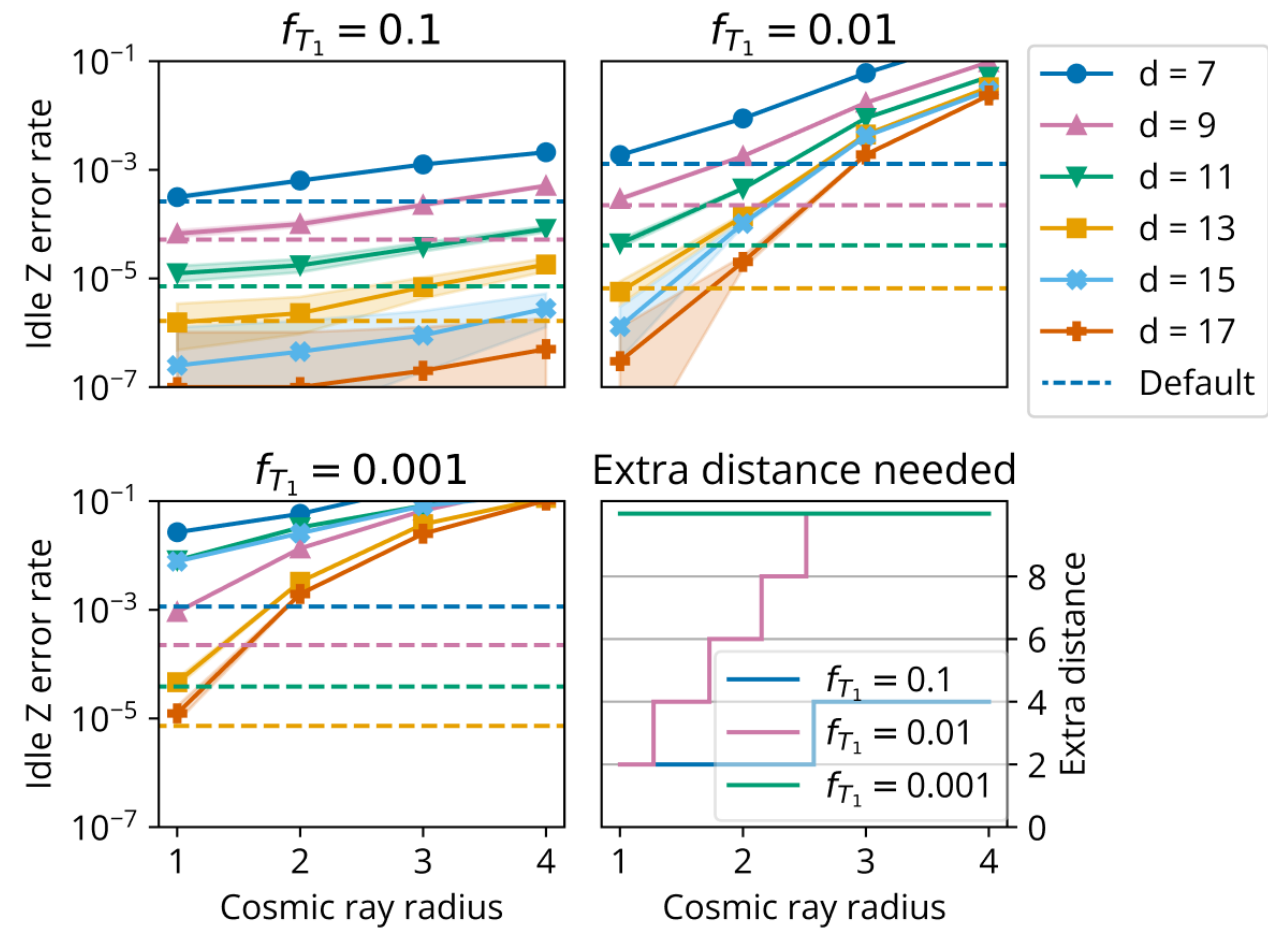 f_{T_1} = 0.1
f_{T_1} = 0.01
10^{-1}
10^{-3}
10^{-5}
10^{-7}
Idle Z error rate
d = 7
d = 9
d = 11
d = 13
d = 15
d = 17
Default
f_{T_1} = 0.001
Extra distance needed
10^{-1}
10^{-3}
10^{-5}
10^{-7}
Idle Z error rate
1 2 3 4
Cosmic ray radius
f_{T_1} = 0.1
f_{T_1} = 0.01
f_{T_1} = 0.001
8
6
4
2
0
Extra distance
1 2 3 4
Cosmic ray radius